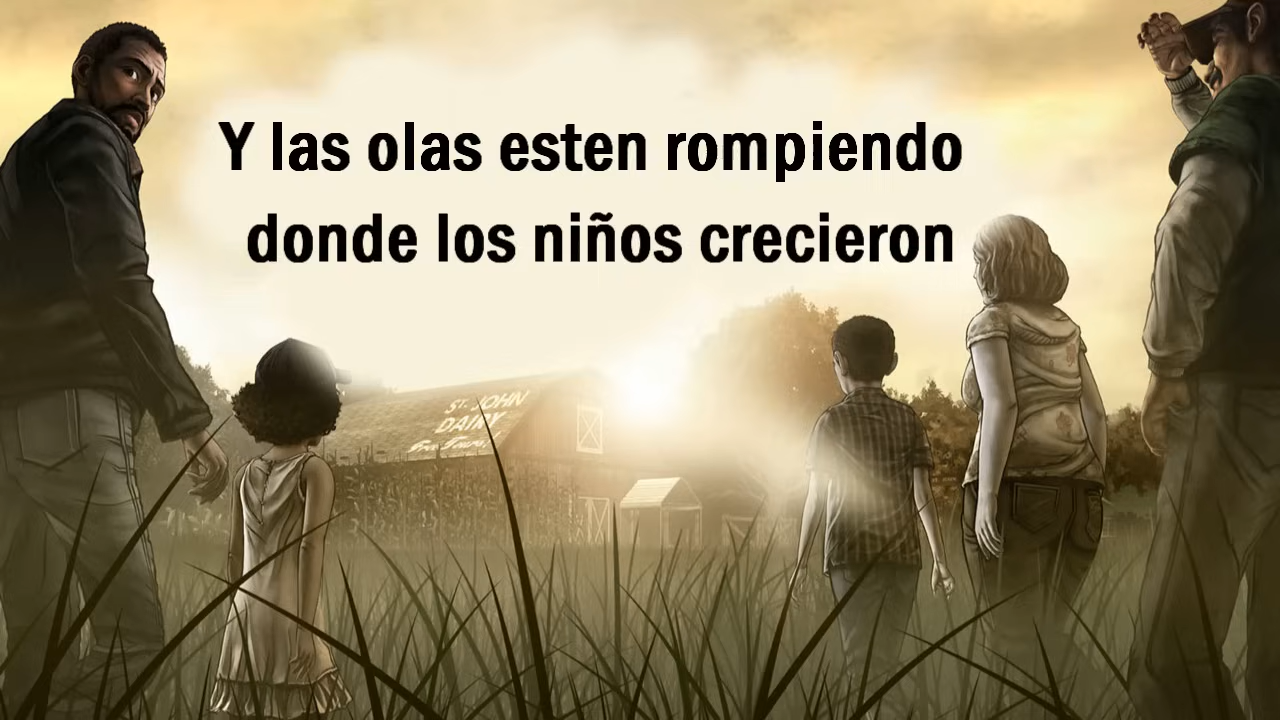 Y las olas esten rompiendo
donde los niños crecieron
ST. JOHN
DAIRY